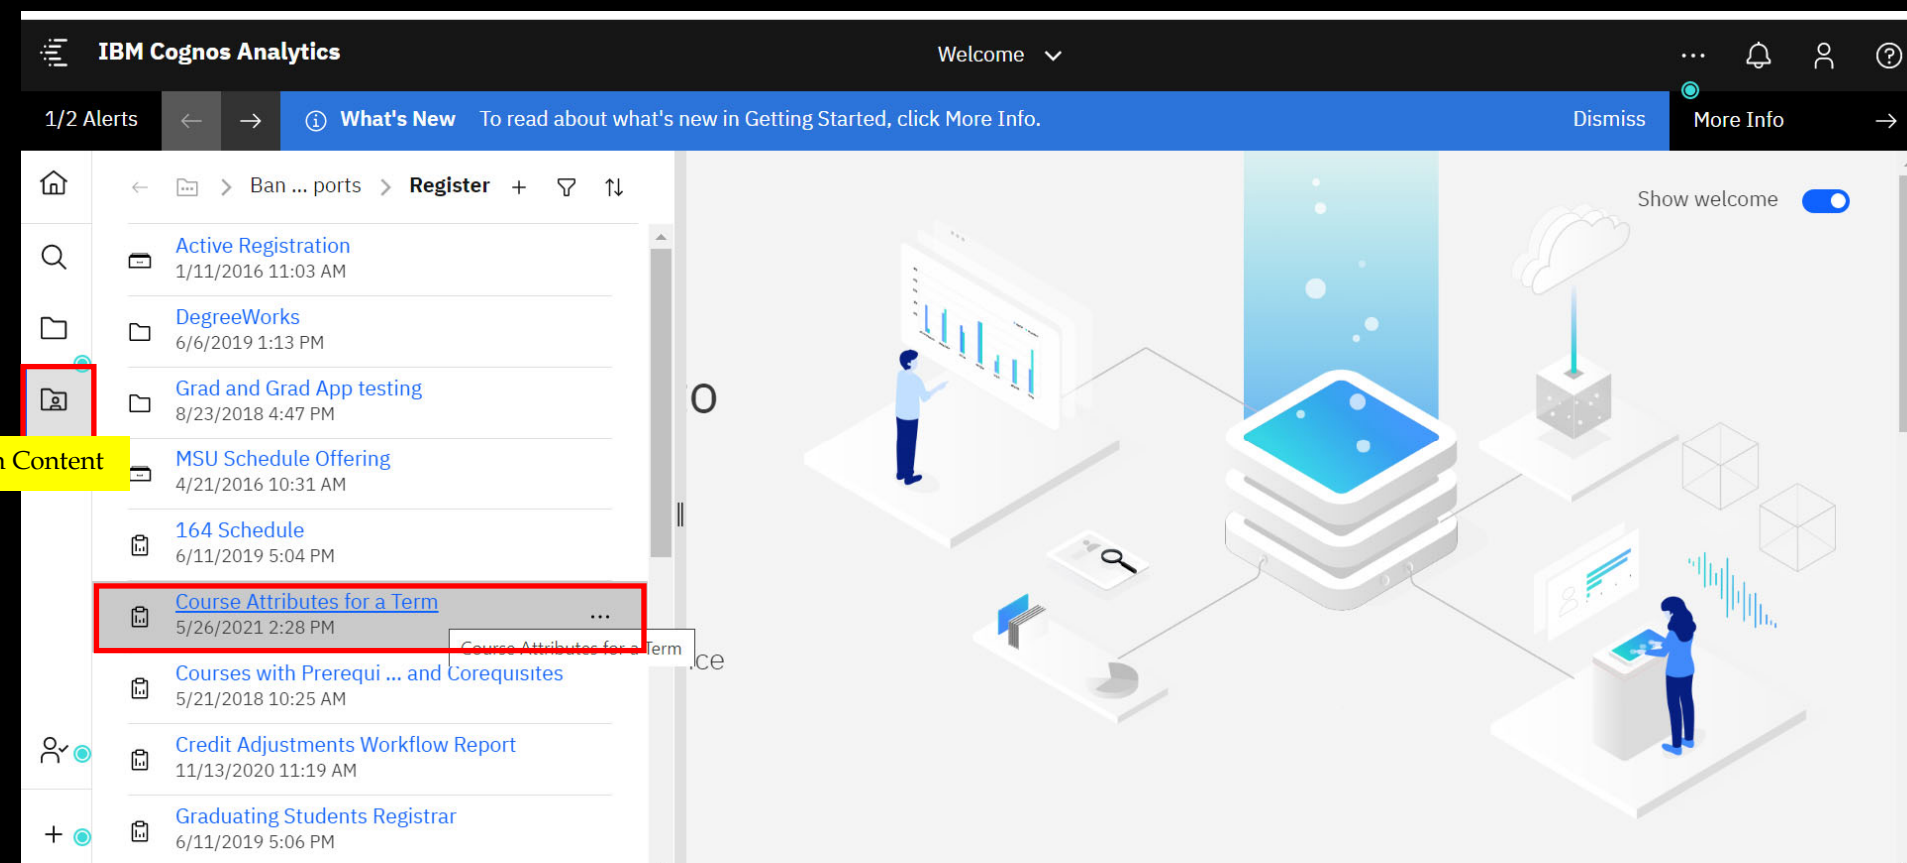 IBM Cognos Analytics
Welcome
1/2 Alerts
What's New To read about what's new in Getting Started, click More Info.
Dismiss
More Info
Ban ... ports > Register
Show welcome
Active Registration
1/11/2016 11:03 AM
DegreeWorks
6/6/2019 1:13 PM
Grad and Grad App testing
8/23/2018 4:47 PM
n Content
MSU Schedule Offering
4/21/2016 10:31 AM
164 Schedule
6/11/2019 5:04 PM
Course Attributes for a Term
5/26/2021 2:28 PM
...
Course Attributes for a Term
Courses with Prerequi ... and Corequisites
5/21/2018 10:25 AM
Credit Adjustments Workflow Report
11/13/2020 11:19 AM
Graduating Students Registrar
6/11/2019 5:06 PM
o
ce